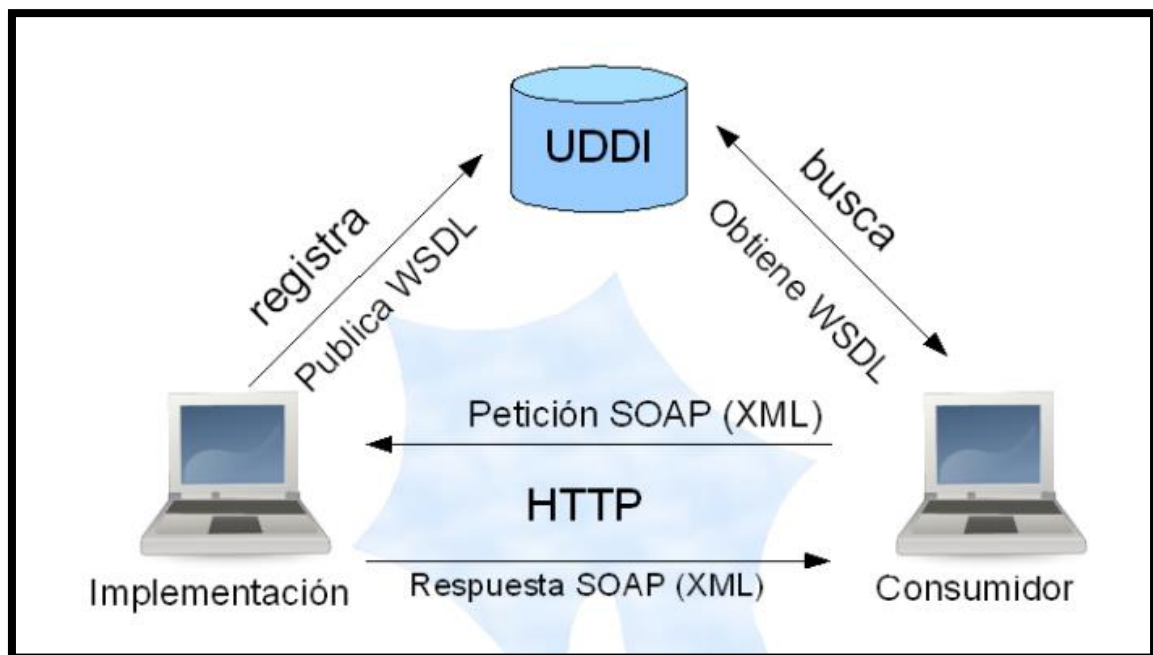 UDDI
registra
Publica WSDL
busca
Obtiene WSDL
Petición SOAP (XML)
HTTP
Respuesta SOAP (XML)
Implementación
Consumidor